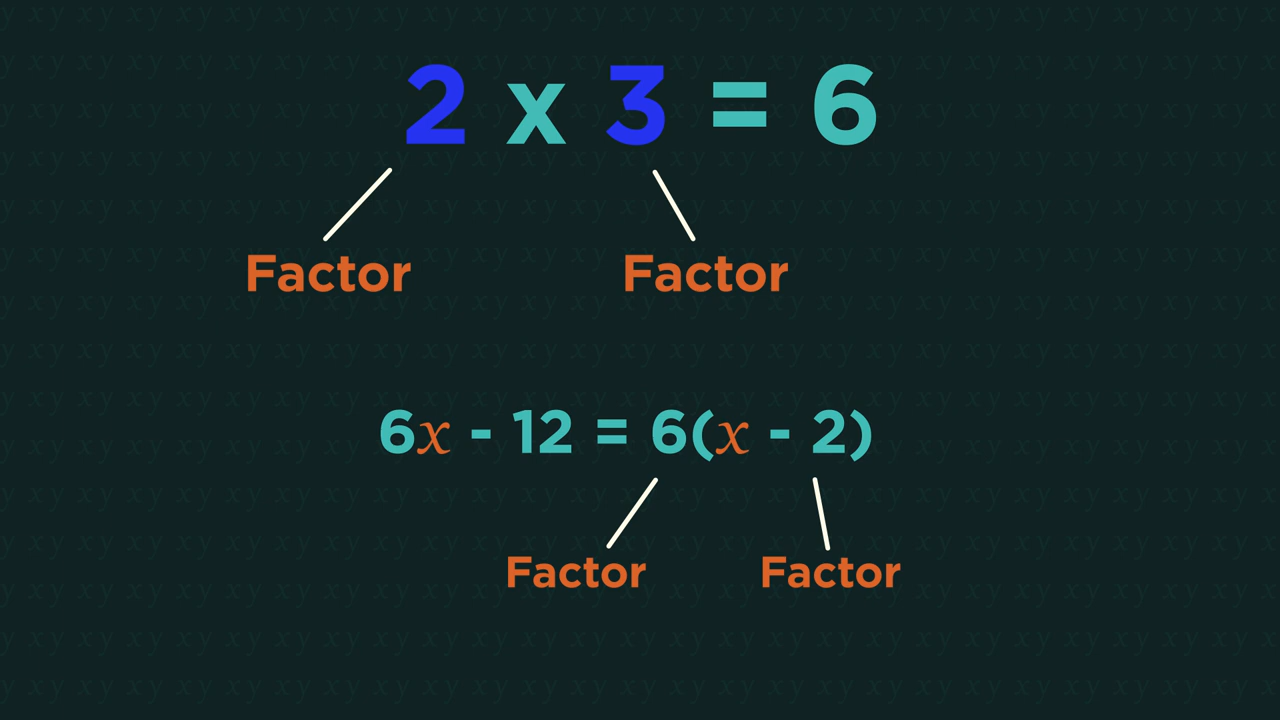 2 x 3 = 6
Factor Factor
6x - 12 = 6(x - 2)
Factor Factor